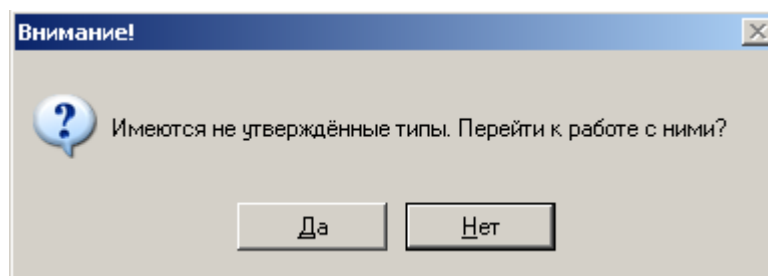 Внимание!
Имеются не утверждённые типы. Перейти к работе с ними?
Да
Нет